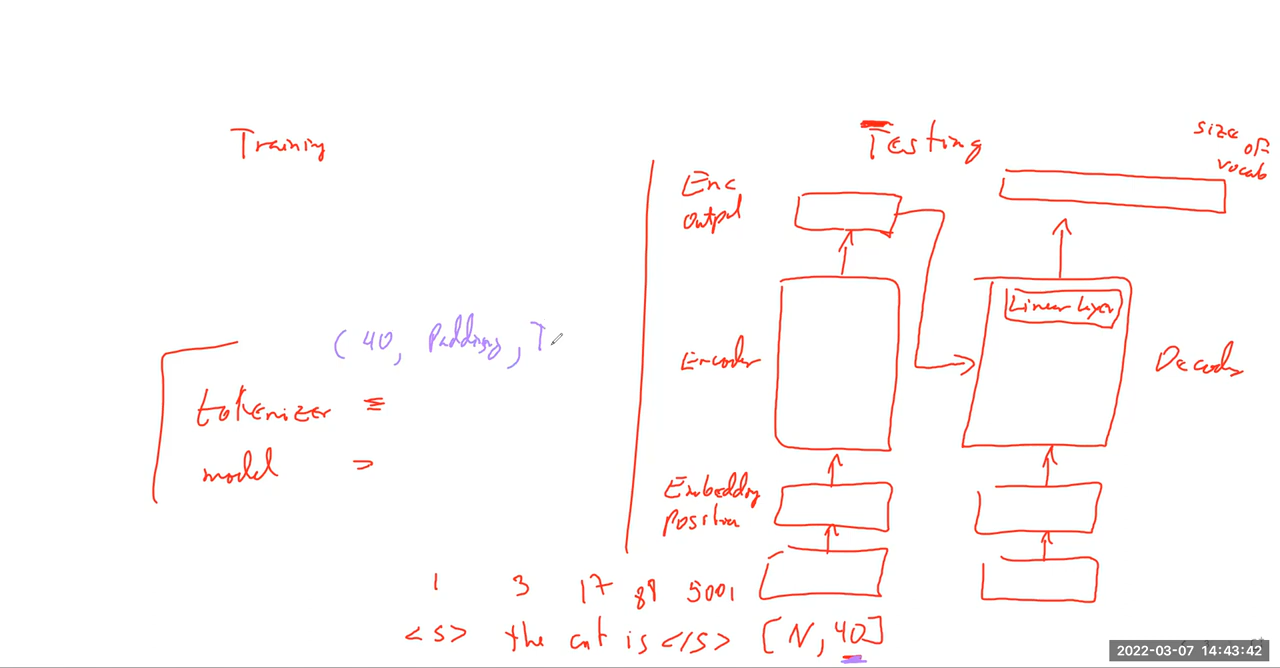 Training
Testing
size
of
vocab
Enc
output
Linear Layer
Encoder
Decoder
( 40, Padding, T
tokenizer =
model =
Embedding
Position
1 3 17 89 5001
<S> the cat is </S> [N, 40]
2022-03-07 14:43:42